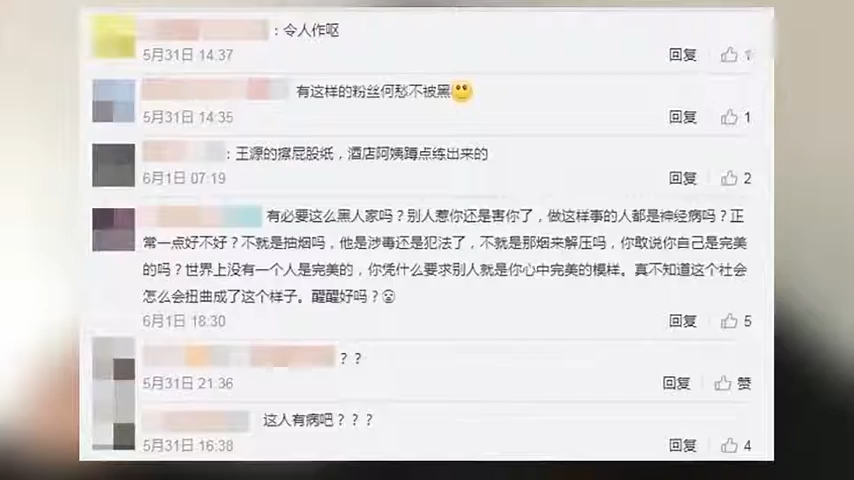 ：令人作呕
5月31日 14:37
回复
有这样的粉丝何愁不被黑
5月31日 14:35
回复 1
：王源的擦屁股纸，酒店阿姨蹲点练出来的
6月1日 07:19
回复 2
有必要这么黑人家吗？别人惹你还是害你了，做这样事的人都是神经病吗？正
常一点好不好？不就是抽烟吗，他是涉毒还是犯法了，不就是那烟来解压吗，你敢说你自己是完美
的吗？世界上没有一个人是完美的，你凭什么要求别人就是你心中完美的模样。真不知道这个社会
怎么会扭曲成了这个样子。醒醒好吗？
6月1日 18:30
回复 5
？？
5月31日 21:36
回复 赞
这人有病吧？？？
5月31日 16:38
回复 4